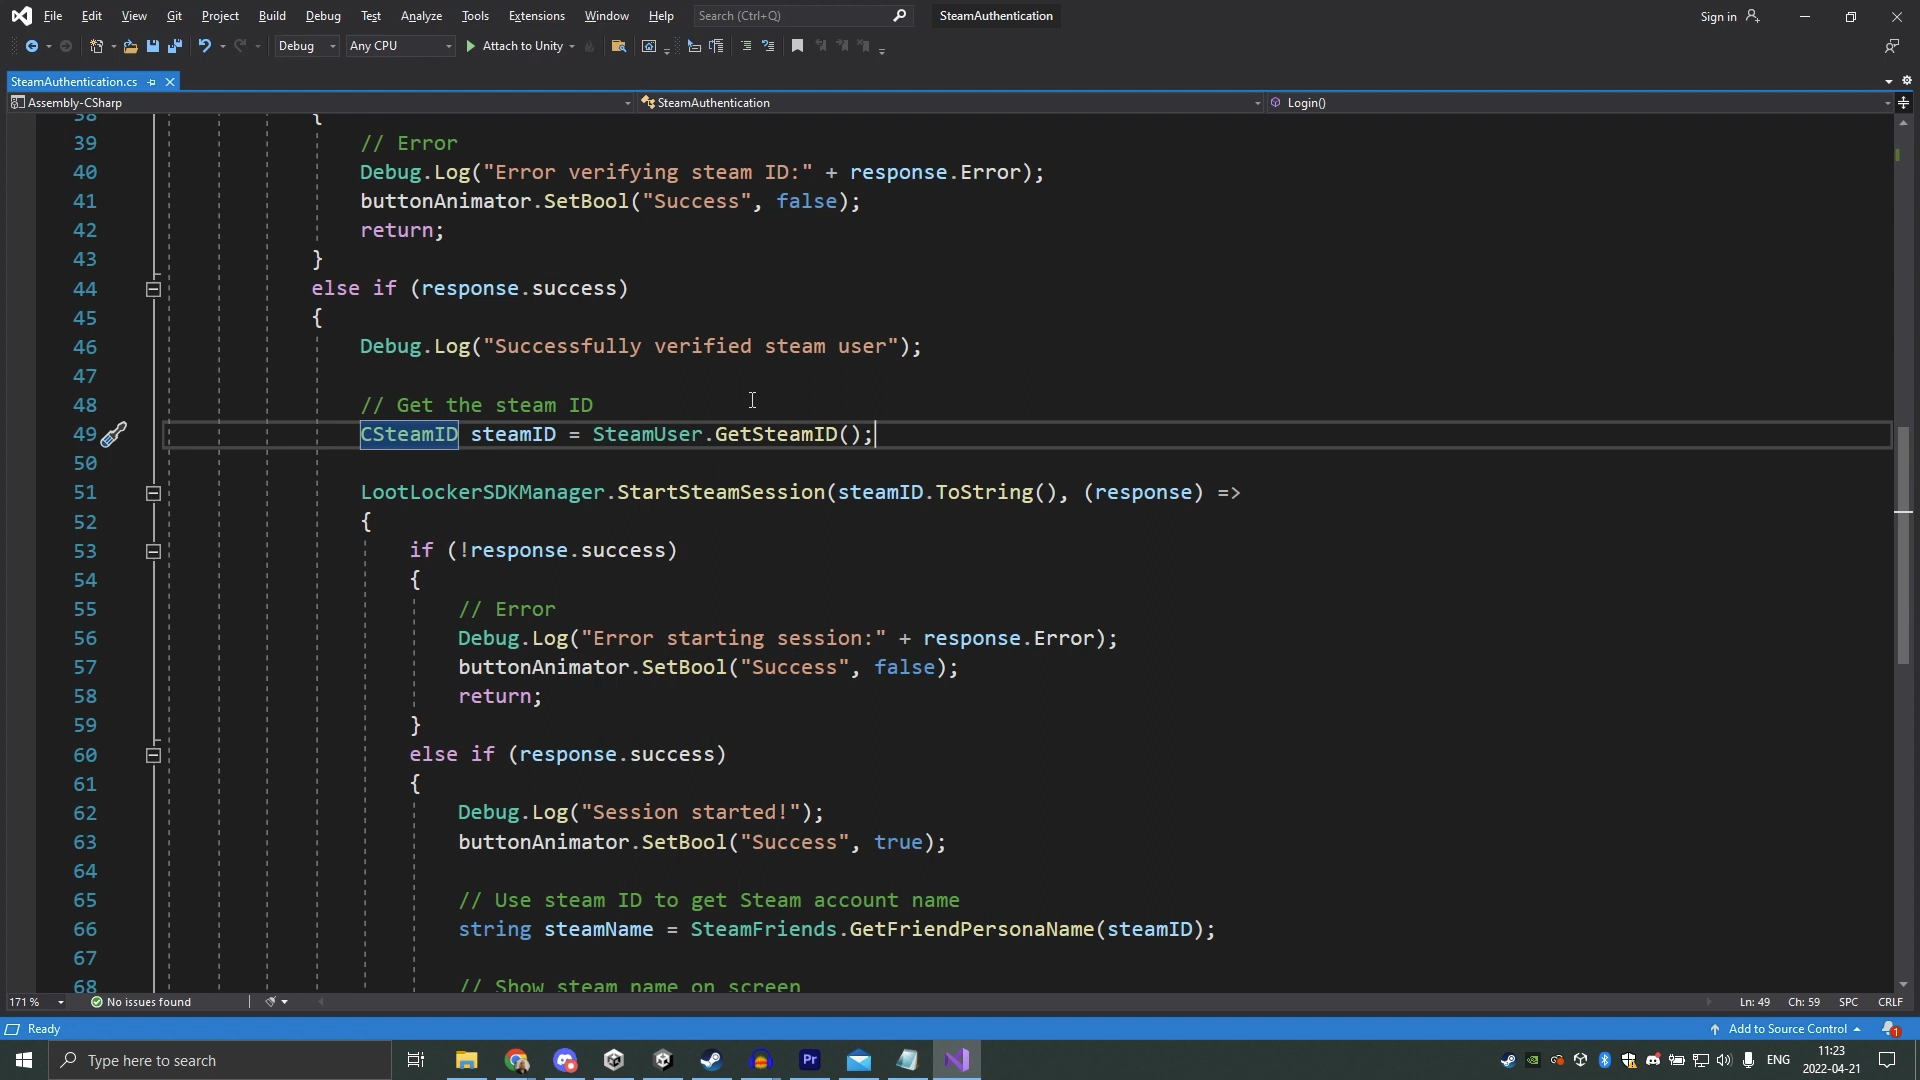 File Edit View Git Project Build Debug Test Analyze Tools Extensions Window Help Search (Ctrl+Q) SteamAuthentication Sign in
Debug Any CPU Attach to Unity
SteamAuthentication.cs
Assembly-CSharp SteamAuthentication Login()
38 {
39 // Error
40 Debug.Log("Error verifying steam ID:" + response.Error);
41 buttonAnimator.SetBool("Success", false);
42 return;
43 }
44 else if (response.success)
45 {
46 Debug.Log("Successfully verified steam user");
47
48 // Get the steam ID
49 CSteamID steamID = SteamUser.GetSteamID();
50
51 LootLockerSDKManager.StartSteamSession(steamID.ToString(), (response) =>
52 {
53 if (!response.success)
54 {
55 // Error
56 Debug.Log("Error starting session:" + response.Error);
57 buttonAnimator.SetBool("Success", false);
58 return;
59 }
60 else if (response.success)
61 {
62 Debug.Log("Session started!");
63 buttonAnimator.SetBool("Success", true);
64
65 // Use steam ID to get Steam account name
66 string steamName = SteamFriends.GetFriendPersonaName(steamID);
67
68 // Show steam name on screen
171 % No issues found Ln: 49 Ch: 59 SPC CRLF
Ready Add to Source Control 1
Type here to search Pr ENG 11:23
2022-04-21